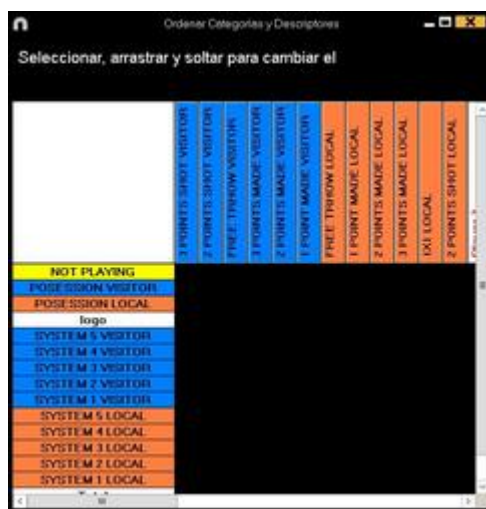 Ordenar Categorias y Descriptores
Seleccionar, arrastrar y soltar para cambiar el
3 POINTS SHOT VISITOR
2 POINTS SHOT VISITOR
FREE TRHOW VISITOR
3 POINTS MADE VISITOR
2 POINTS MADE VISITOR
1 POINT MADE VISITOR
FREE TRHOW LOCAL
1 POINT MADE LOCAL
2 POINTS MADE LOCAL
3 POINTS MADE LOCAL
1X1 LOCAL
2 POINTS SHOT LOCAL
NOT PLAYING
POSESSION VISITOR
POSESSION LOCAL
logo
SYSTEM 5 VISITOR
SYSTEM 4 VISITOR
SYSTEM 3 VISITOR
SYSTEM 2 VISITOR
SYSTEM 1 VISITOR
SYSTEM 5 LOCAL
SYSTEM 4 LOCAL
SYSTEM 3 LOCAL
SYSTEM 2 LOCAL
SYSTEM 1 LOCAL